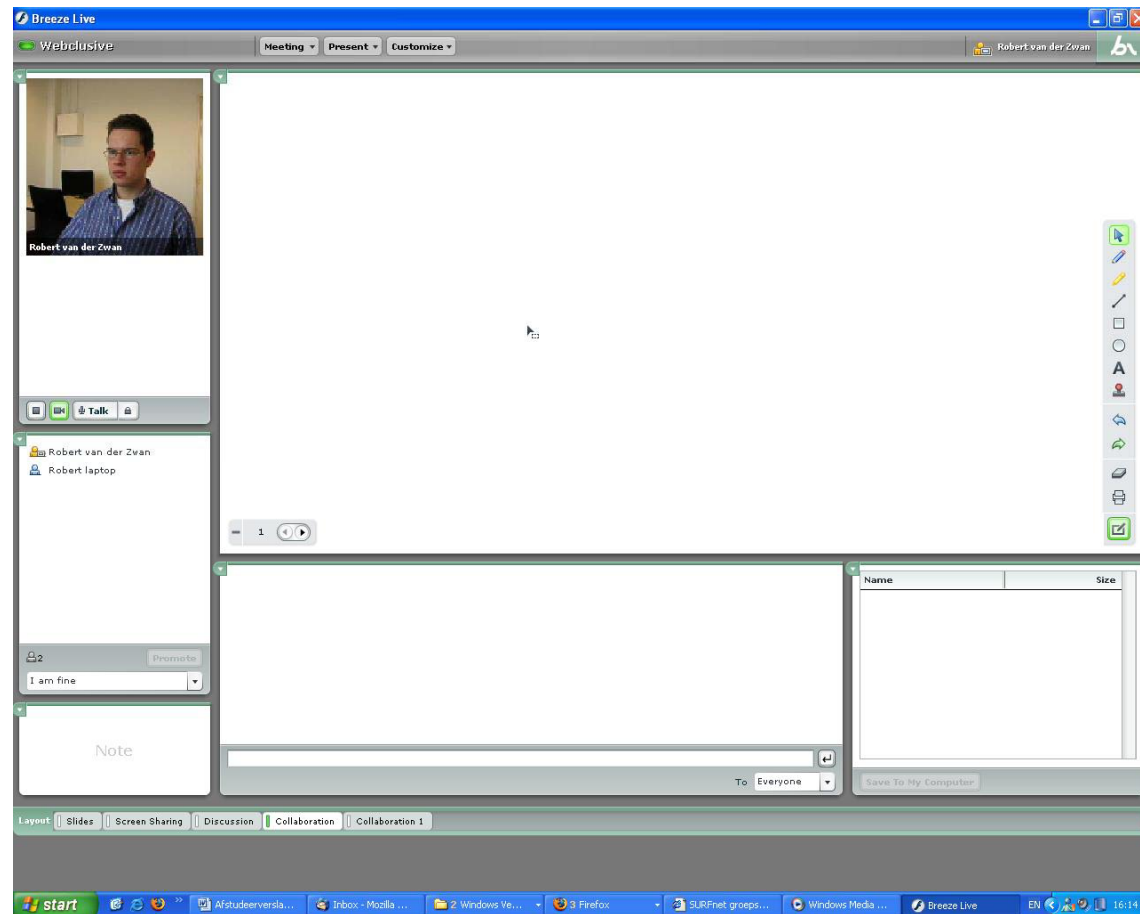 Breeze Live
Webclusive
Meeting Present Customize
Robert van der Zwan
Robert van der Zwan
Talk
Robert van der Zwan
Robert laptop
A
1
2 Promote
I am fine
Note
To Everyone
Name Size
Save To My Computer
Layout Slides Screen Sharing Discussion Collaboration Collaboration 1
start Afstudeerversla... Inbox - Mozilla ... 2 Windows Ve... 3 Firefox SURFnet groeps... Windows Media ... Breeze Live EN 16:14